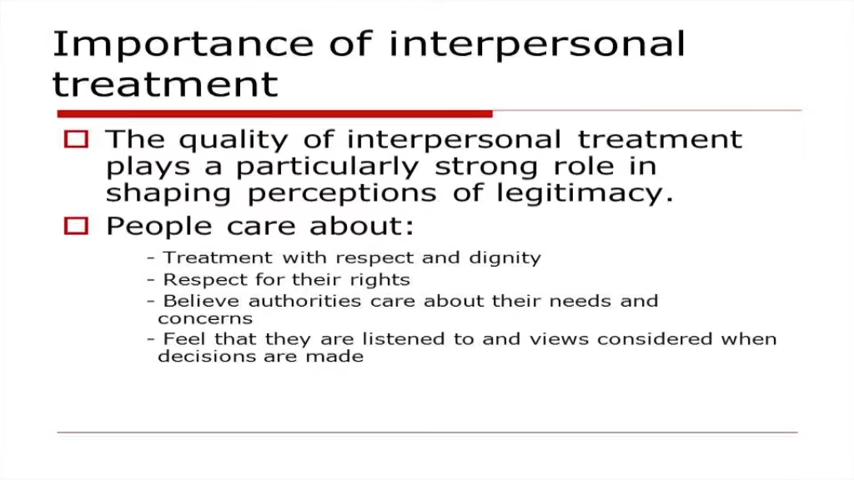 Importance of interpersonal
treatment
The quality of interpersonal treatment
plays a particularly strong role in
shaping perceptions of legitimacy.
People care about:
- Treatment with respect and dignity
- Respect for their rights
- Believe authorities care about their needs and
concerns
- Feel that they are listened to and views considered when
decisions are made